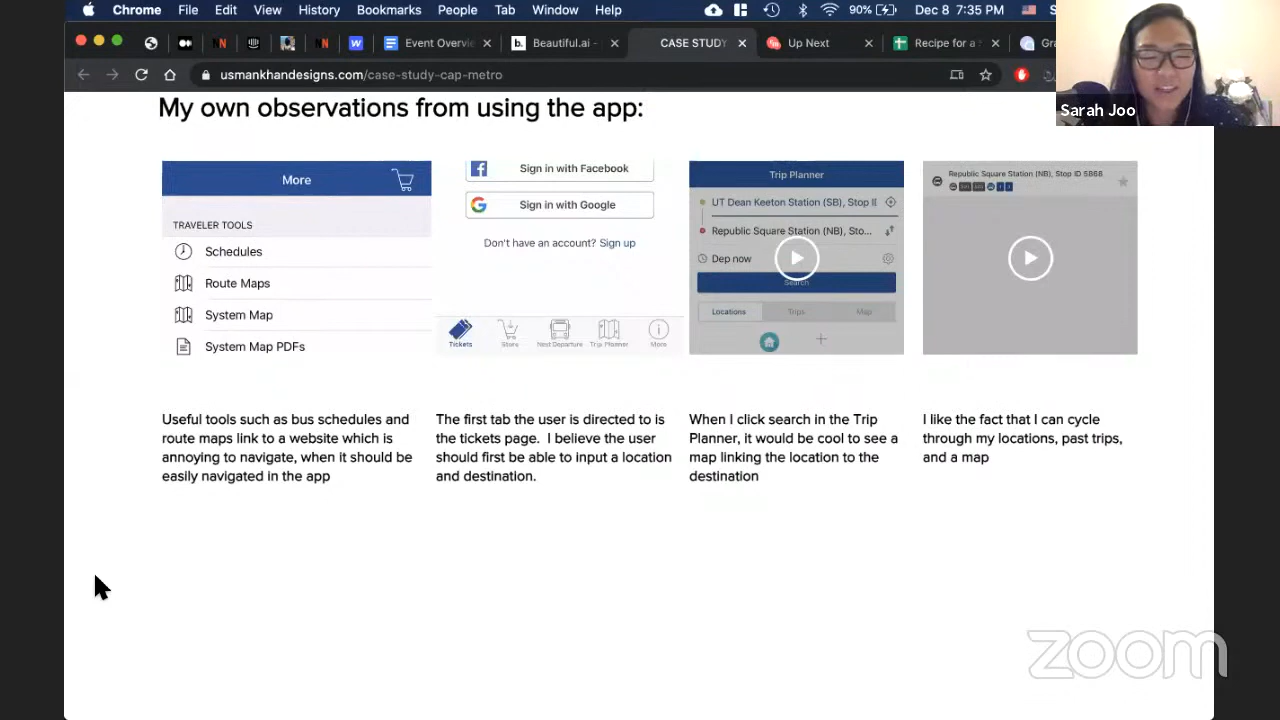 Chrome File Edit View History Bookmarks People Tab Window Help 90% Dec 8 7:35 PM
Event Overvie Beautiful.ai - CASE STUDY Up Next Recipe for a
usmankhandesigns.com/case-study-cap-metro
Sarah Joo
My own observations from using the app:
More
TRAVELER TOOLS
Schedules
Route Maps
System Map
System Map PDFs
Sign in with Facebook
Sign in with Google
Don't have an account? Sign up
Tickets Store Next Departure Trip Planner More
Trip Planner
UT Dean Keeton Station (SB), Stop
Republic Square Station (NB), Sto...
Dep now
Search
Locations Trips Map
Republic Square Station (NB), Stop ID 5866
Useful tools such as bus schedules and
route maps link to a website which is
annoying to navigate, when it should be
easily navigated in the app
The first tab the user is directed to is
the tickets page. I believe the user
should first be able to input a location
and destination.
When I click search in the Trip
Planner, it would be cool to see a
map linking the location to the
destination
I like the fact that I can cycle
through my locations, past trips,
and a map
zoom